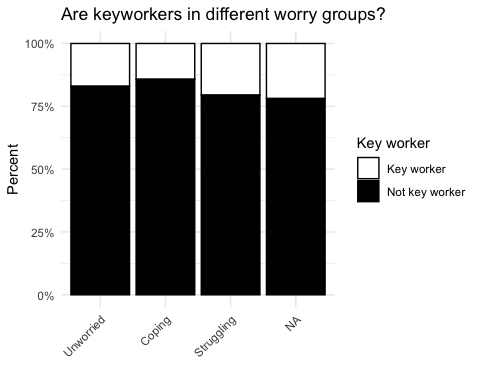 Are keyworkers in different worry groups?
100%
75%
50%
25%
0%
Percent
Unworried
Coping
Struggling
NA
Key worker
Key worker
Not key worker